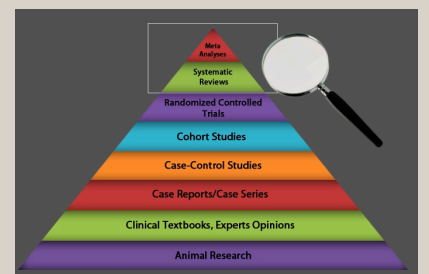 Meta
Analyses
Systematic
Reviews
Randomized Controlled
Trials
Cohort Studies
Case-Control Studies
Case Reports/Case Series
Clinical Textbooks, Experts Opinions
Animal Research